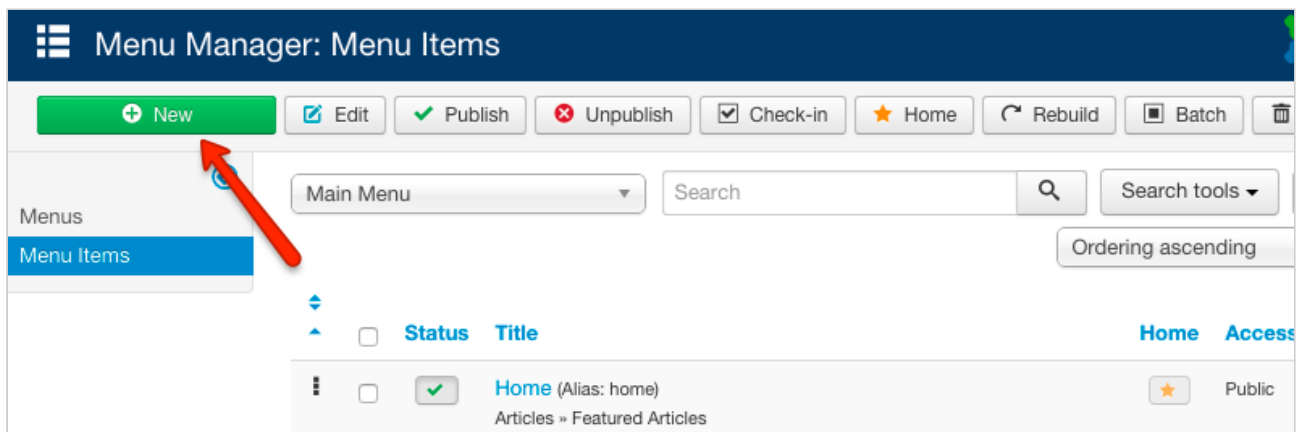 Menu Manager: Menu Items
New Edit Publish Unpublish Check-in Home Rebuild Batch
Main Menu Search Search tools
Menus
Menu Items
Ordering ascending
Status Title Home Access
Home (Alias: home) Public
Articles » Featured Articles